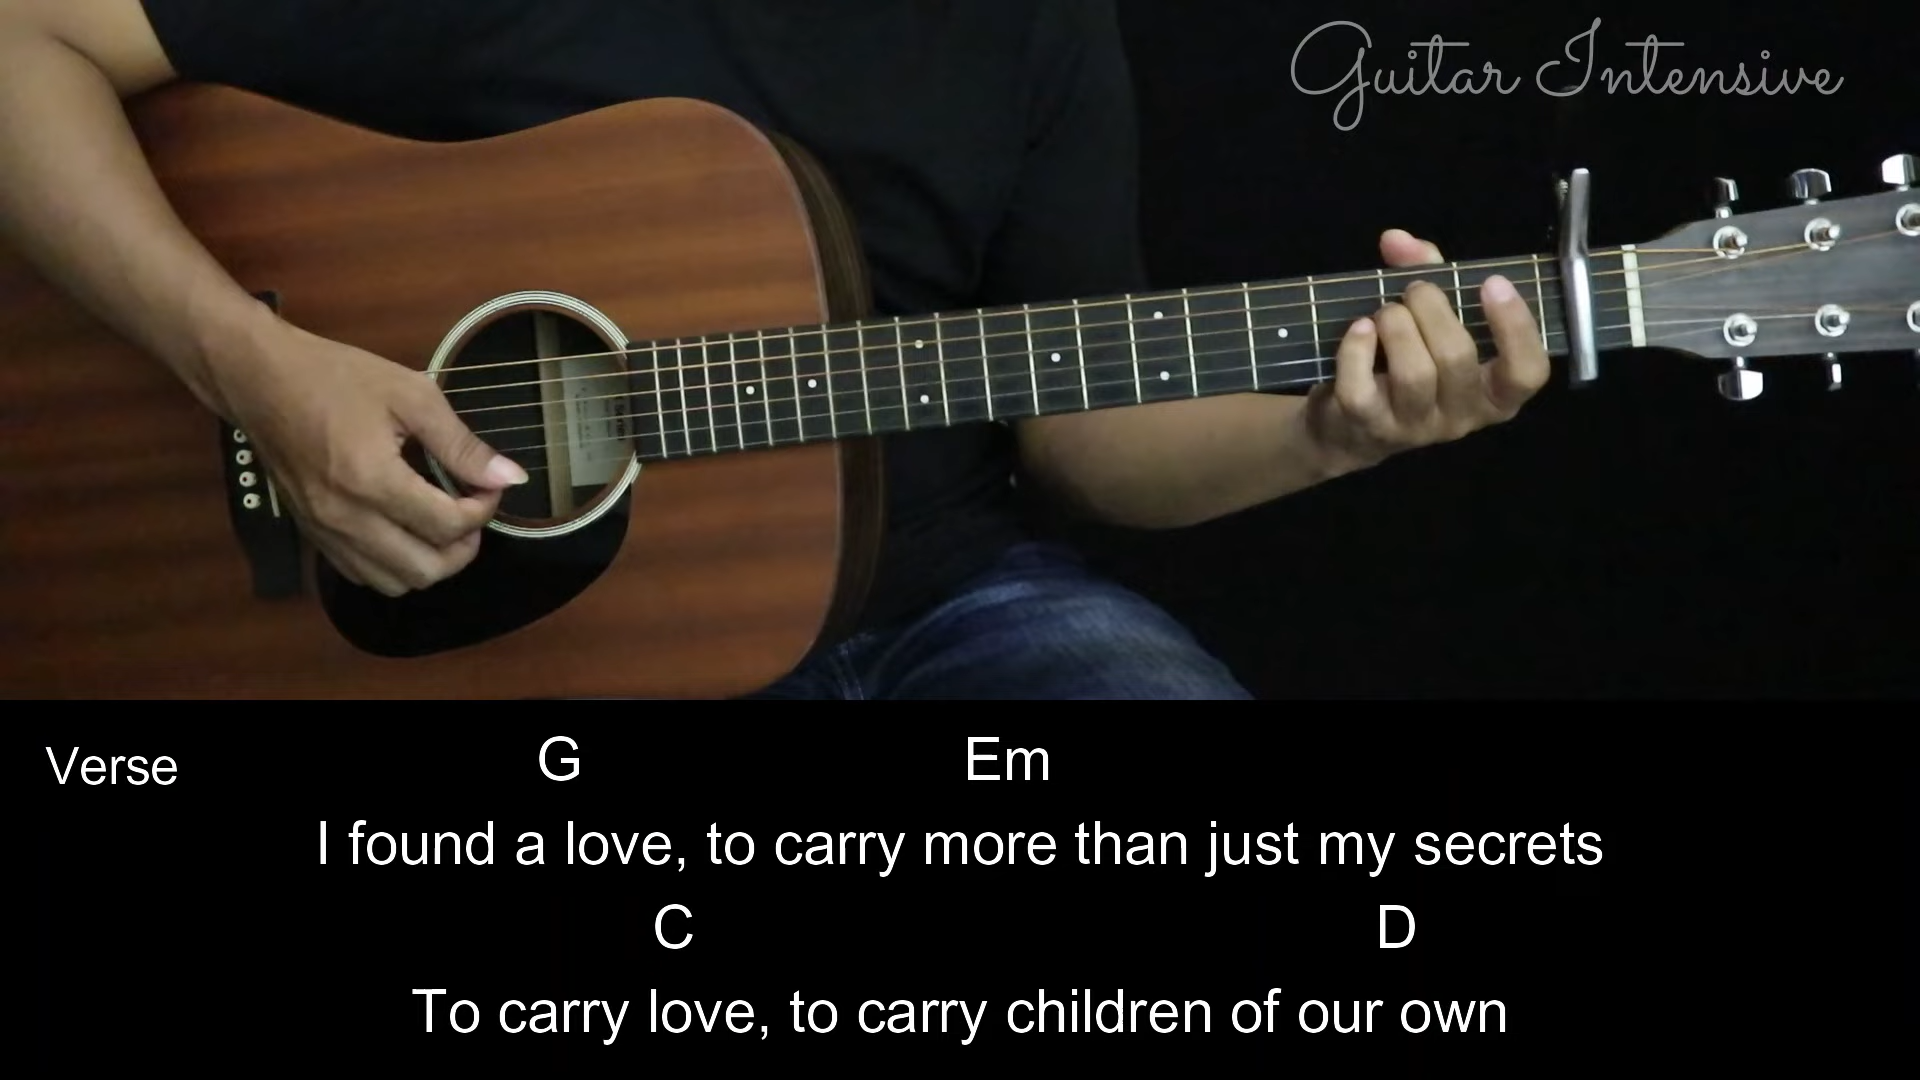 Guitar Intensive
Verse
G Em
I found a love, to carry more than just my secrets
C D
To carry love, to carry children of our own